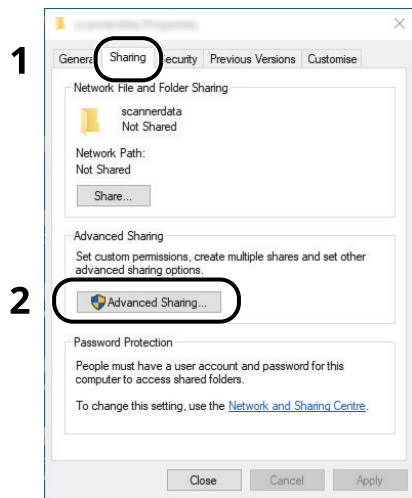 1
General Sharing Security Previous Versions Customise
Network File and Folder Sharing
scannerdata
Not Shared
Network Path:
Not Shared
Share...
Advanced Sharing
Set custom permissions, create multiple shares and set other
advanced sharing options.
2
Advanced Sharing...
Password Protection
People must have a user account and password for this
computer to access shared folders.
To change this setting, use the Network and Sharing Centre.
Close Cancel Apply